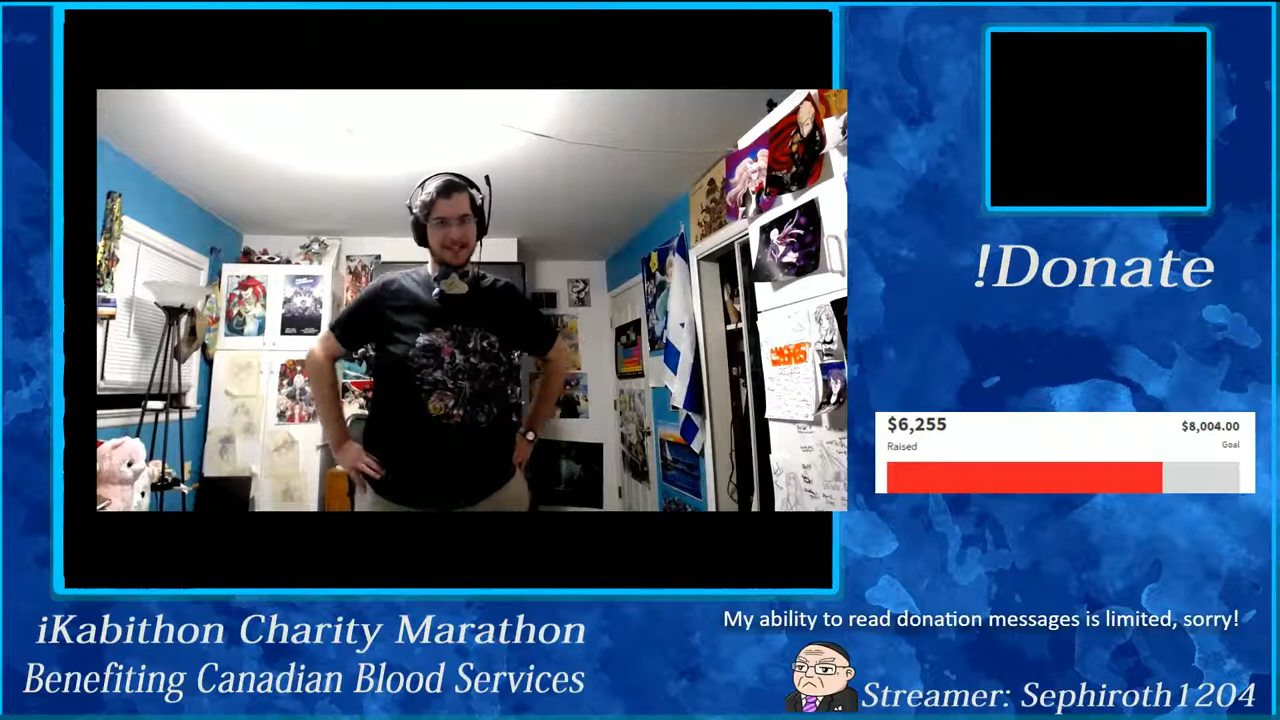 !Donate
$6,255
$8,004.00
Raised
Goal
iKabithon Charity Marathon
Benefiting Canadian Blood Services
My ability to read donation messages is limited, sorry!
Streamer: Sephiroth1204